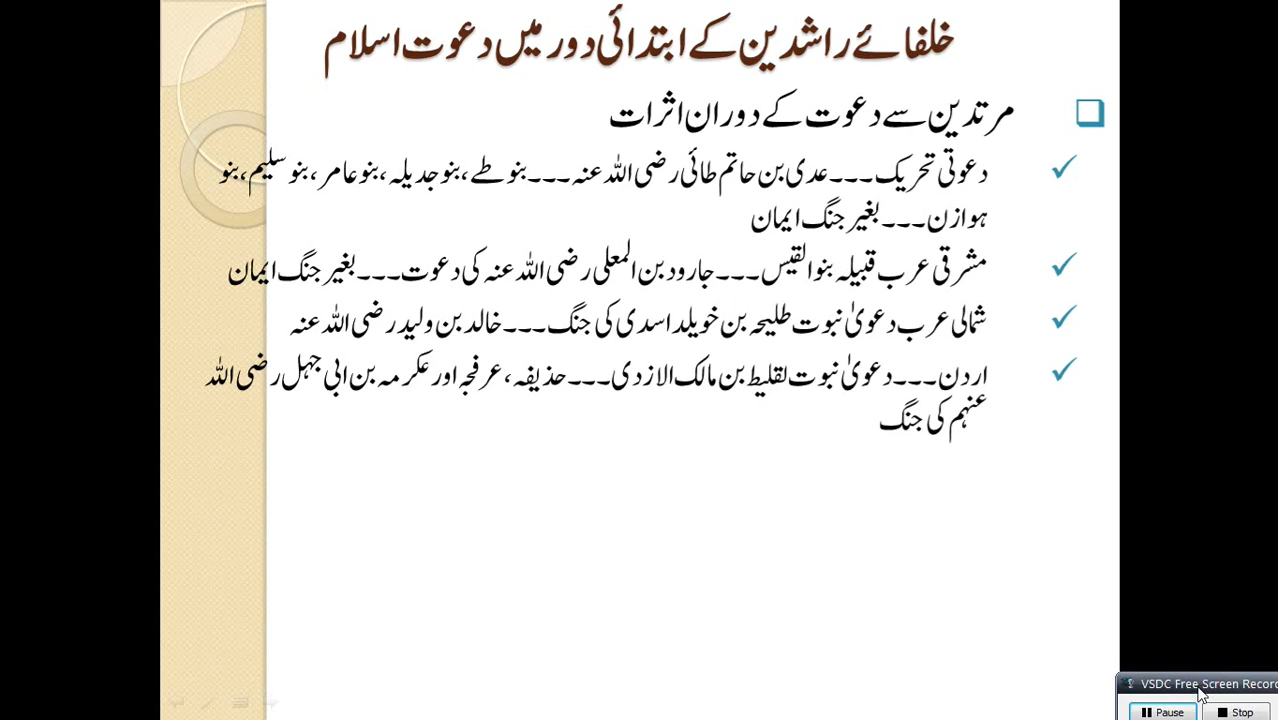 خلفائے راشدین کے ابتدائی دور میں دعوت اسلام
مرتدین سے دعوت کے دوران اثرات
دعوتی تحریک۔۔۔عدی بن حاتم طائی رضی اللہ عنہ۔۔۔بنو طے، بنو جدیلہ، بنو عامر، بنو سلیم، بنو
ہوازن۔۔۔بغیر جنگ ایمان
مشرقی عرب قبیلہ بنو القیس۔۔۔جارود بن المعلی رضی اللہ عنہ کی دعوت۔۔۔بغیر جنگ ایمان
شمالی عرب دعویٰ نبوت طلیحہ بن خویلد اسدی کی جنگ۔۔۔خالد بن ولید رضی اللہ عنہ
اردن۔۔۔دعویٰ نبوت لقلیط بن مالک الازدی۔۔۔حذیفہ، عرفجہ اور عکرمہ بن ابی جہل رضی اللہ
عنہم کی جنگ
VSDC Free Screen Record
Pause Stop